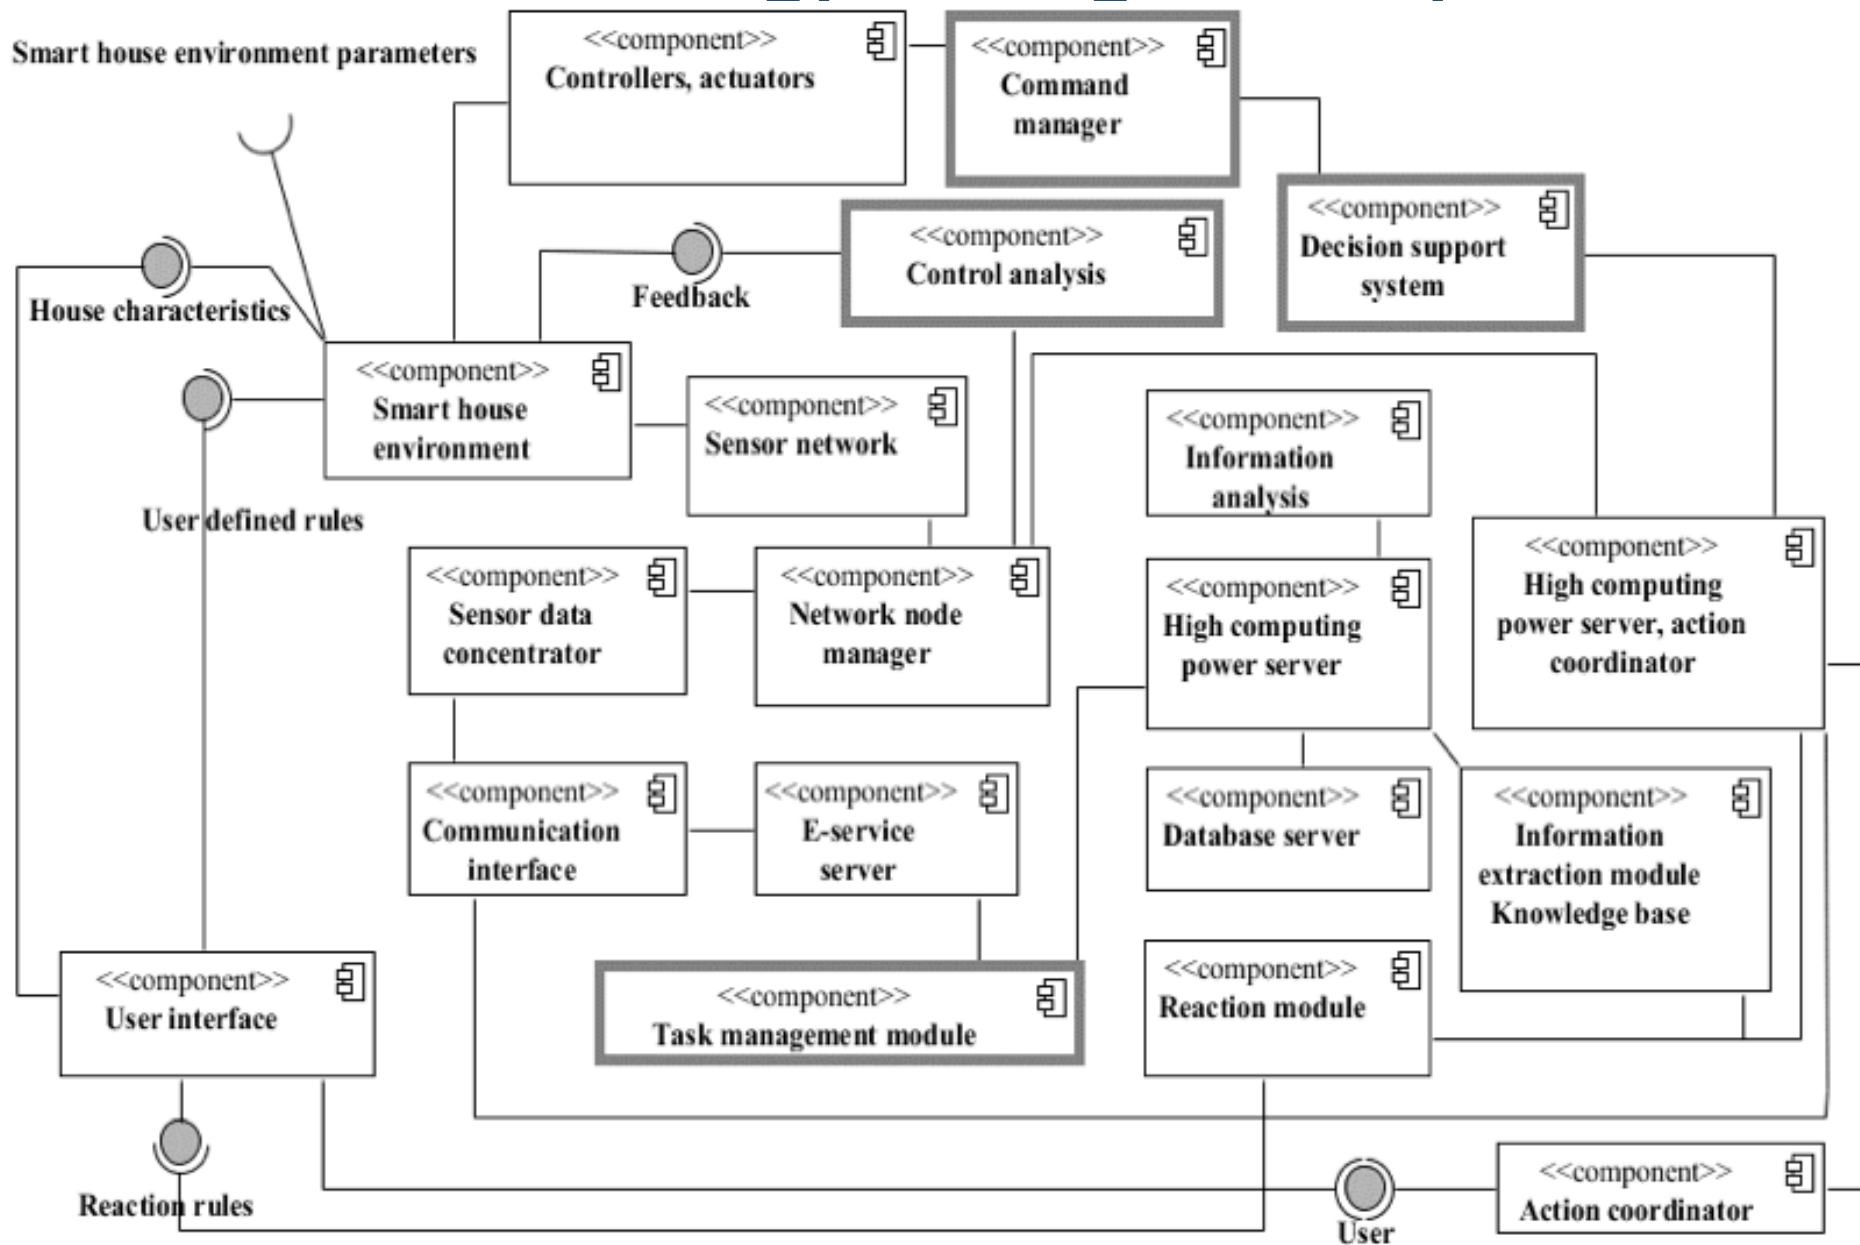 Smart house environment parameters
<<component>>
Controllers, actuators
<<component>>
Command
manager
<<component>>
Decision support
system
<<component>>
Control analysis
Feedback
House characteristics
<<component>>
Smart house
environment
<<component>>
Sensor network
<<component>>
Information
analysis
User defined rules
<<component>>
Sensor data
concentrator
<<component>>
Network node
manager
<<component>>
High computing
power server
<<component>>
High computing
power server, action
coordinator
<<component>>
Communication
interface
<<component>>
E-service
server
<<component>>
Database server
<<component>>
Information
extraction module
Knowledge base
<<component>>
User interface
<<component>>
Task management module
<<component>>
Reaction module
Reaction rules
User
<<component>>
Action coordinator